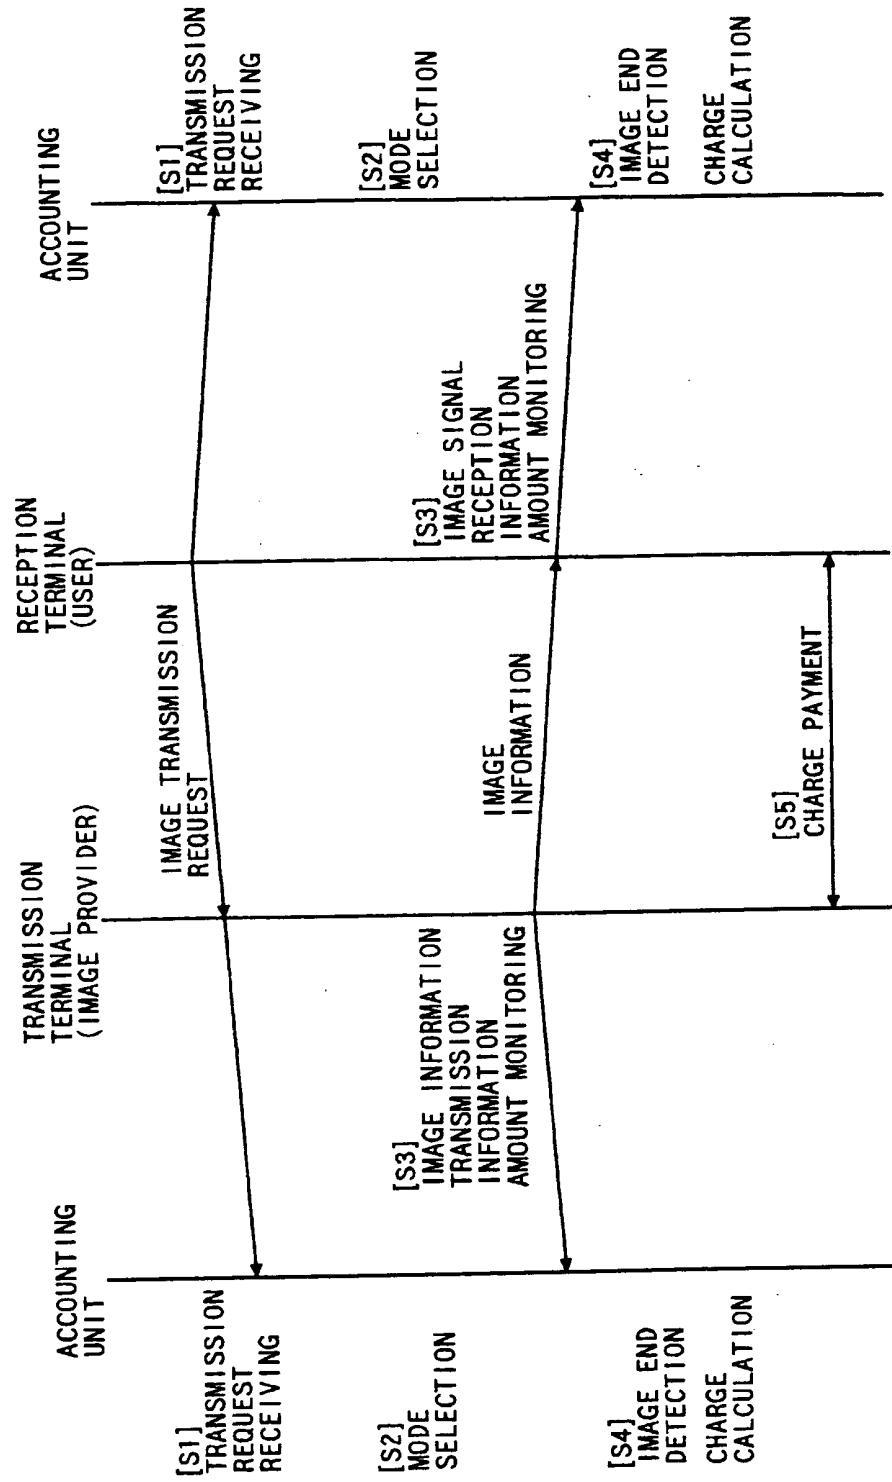 ACCOUNTING
UNIT
TRANSMISSION
TERMINAL
(IMAGE PROVIDER)
RECEPTION
TERMINAL
(USER)
ACCOUNTING
UNIT
[S1]
TRANSMISSION
REQUEST
RECEIVING
IMAGE TRANSMISSION
REQUEST
[S1]
TRANSMISSION
REQUEST
RECEIVING
[S2]
MODE
SELECTION
[S2]
MODE
SELECTION
[S3]
IMAGE INFORMATION
TRANSMISSION
INFORMATION
AMOUNT MONITORING
IMAGE
INFORMATION
[S3]
IMAGE SIGNAL
RECEPTION
INFORMATION
AMOUNT MONITORING
[S4]
IMAGE END
DETECTION
[S4]
IMAGE END
DETECTION
CHARGE
CALCULATION
CHARGE
CALCULATION
[S5]
CHARGE PAYMENT